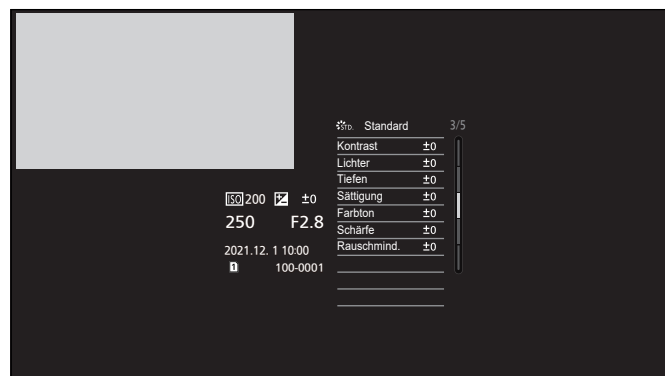 STD. Standard 3/5
Kontrast ±0
Lichter ±0
Tiefen ±0
Sättigung ±0
Farbton ±0
Schärfe ±0
Rauschmind. ±0
ISO 200 ±0
250 F2.8
2021.12. 1 10:00
1 100-0001